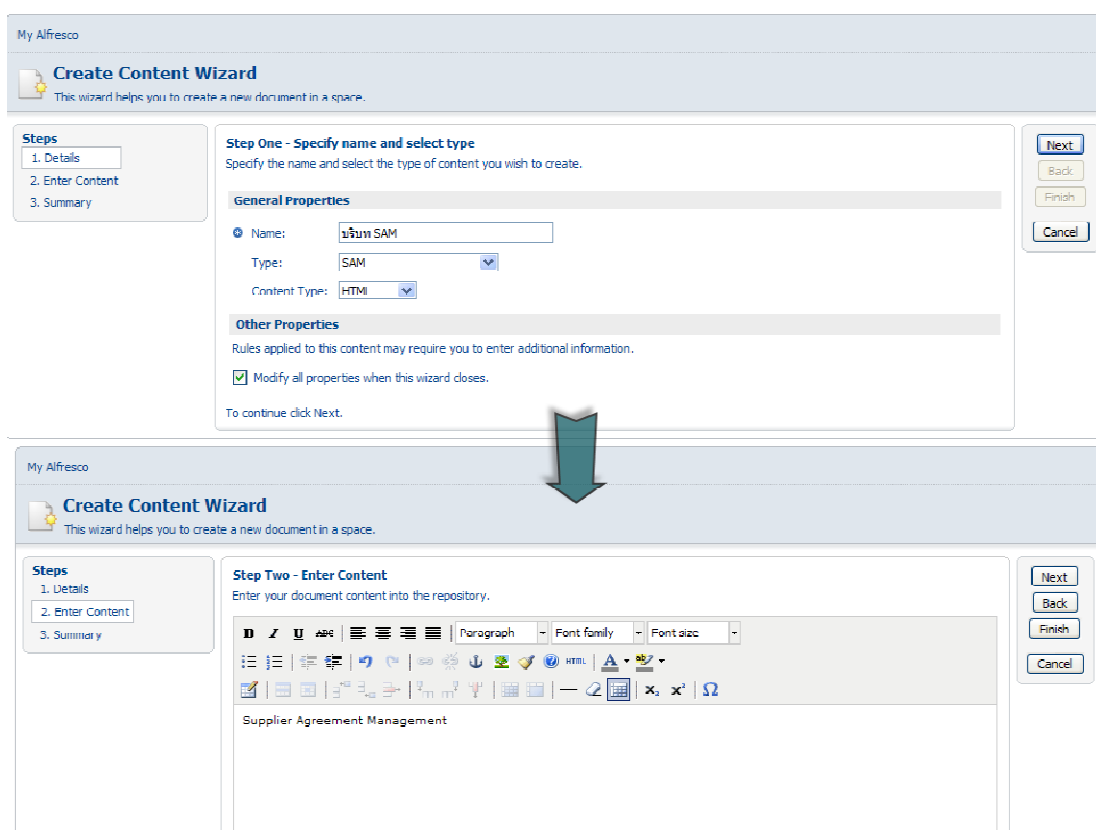 My Alfresco
Create Content Wizard
This wizard helps you to create a new document in a space.
Steps
1. Details
2. Enter Content
3. Summary
Step One - Specify name and select type
Specify the name and select the type of content you wish to create.
General Properties
Name: บริบท SAM
Type: SAM
Content Type: HTML
Other Properties
Rules applied to this content may require you to enter additional information.
Modify all properties when this wizard closes.
To continue click Next.
Next
Back
Finish
Cancel
My Alfresco
Create Content Wizard
This wizard helps you to create a new document in a space.
Steps
1. Details
2. Enter Content
3. Summary
Step Two - Enter Content
Enter your document content into the repository.
B I U ABC Paragraph Font family Font size
HTML A ab
x₂ x² Ω
Supplier Agreement Management
Next
Back
Finish
Cancel